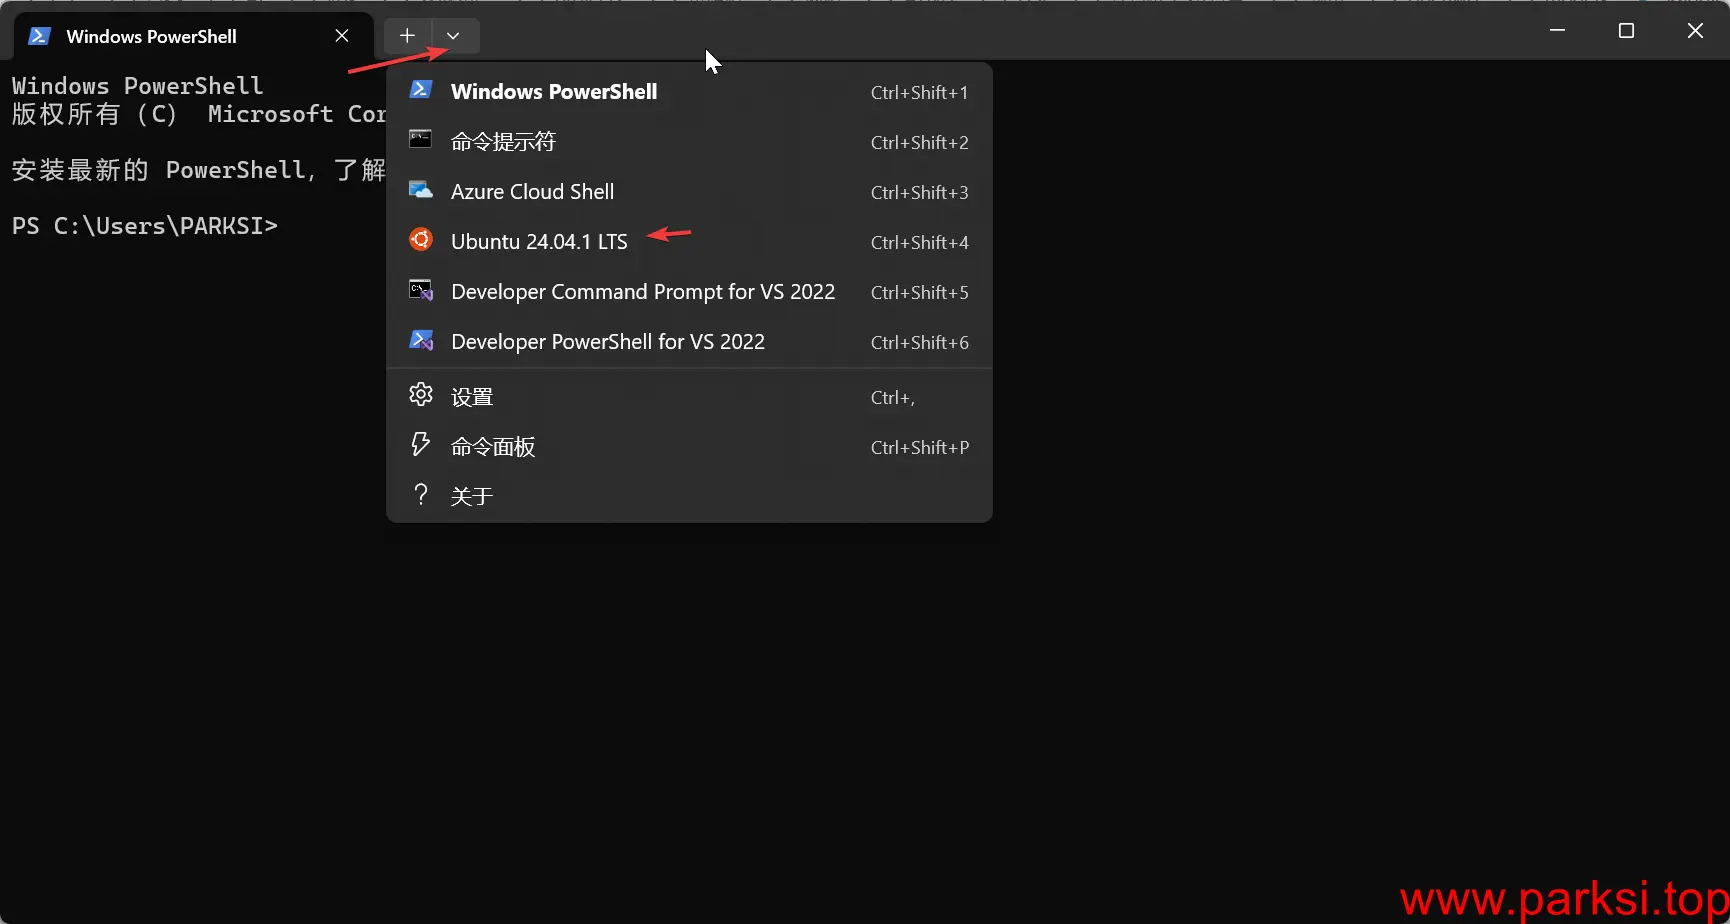 Windows PowerShell
Windows PowerShell
版权所有 (C) Microsoft Cor
安装最新的 PowerShell, 了解
PS C:\Users\PARKSI>
Windows PowerShell Ctrl+Shift+1
命令提示符 Ctrl+Shift+2
Azure Cloud Shell Ctrl+Shift+3
Ubuntu 24.04.1 LTS Ctrl+Shift+4
Developer Command Prompt for VS 2022 Ctrl+Shift+5
Developer PowerShell for VS 2022 Ctrl+Shift+6
设置 Ctrl+,
命令面板 Ctrl+Shift+P
关于
www.parksi.top